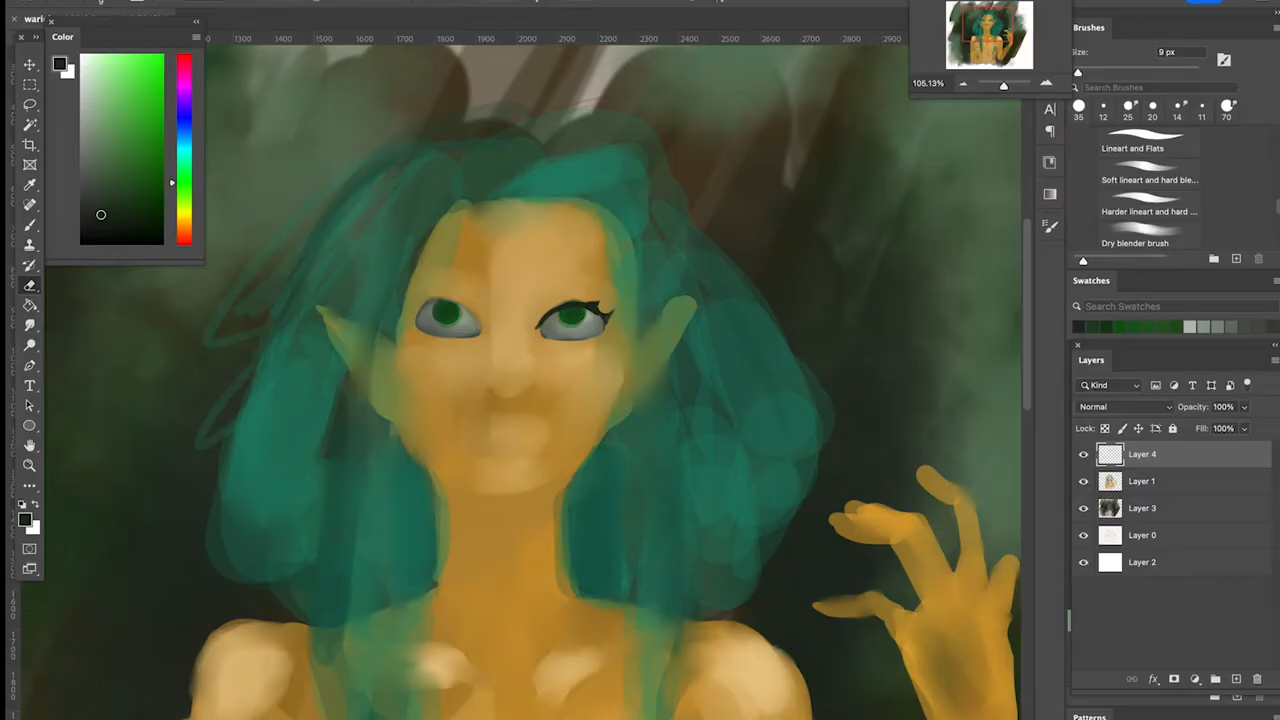 wari
Color
1300 1400 1500 1600 1700 1800 1900 2000 2100 2200 2300 2400 2500 2600 2700 2800 2900
105.13%
Brushes
Size: 9 px
Search Brushes
35 12 25 20 14 11 70
Lineart and Flats
Soft lineart and hard ble...
Harder lineart and hard ...
Dry blender brush
Swatches
Search Swatches
Layers
Kind
Normal Opacity: 100%
Lock: Fill: 100%
Layer 4
Layer 1
Layer 3
Layer 0
Layer 2
Patterns